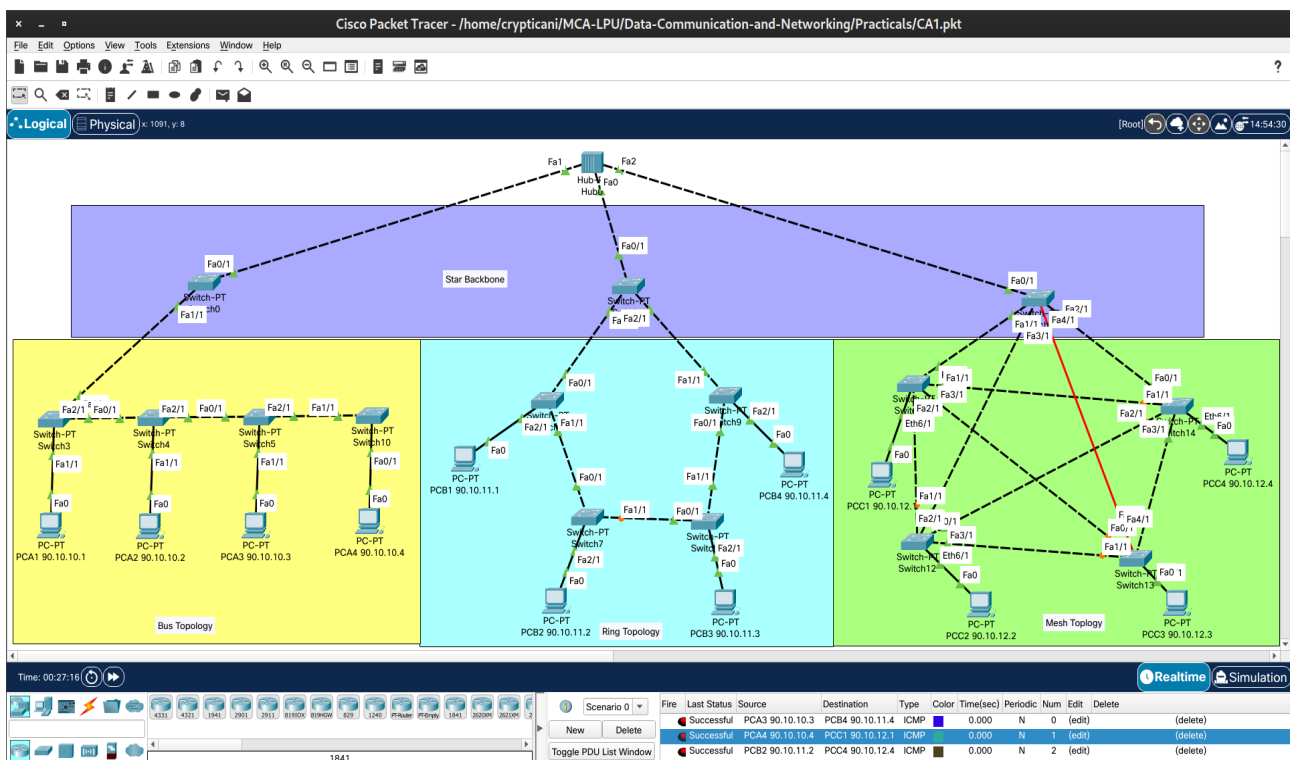 Cisco Packet Tracer - /home/crypticani/MCA-LPU/Data-Communication-and-Networking/Practicals/CA1.pkt
File Edit Options View Tools Extensions Window Help
?
Logical Physical x: 1091, y: 8 [Root] 14:54:30
Fa1 Fa2
Fa0
Hub
Fa0/1
Fa0/1
Star Backbone
Fa0/1
Switch-PT
Fa1/1
Fa2/1
Fa2/1
Fa1/1 Fa4/1
Fa3/1
Fa2/1 Fa0/1 Fa2/1 Fa0/1 Fa2/1 Fa1/1
Switch-PT Switch-PT Switch-PT Switch-PT
Switch3 Switch4 Switch5 Switch10
Fa1/1 Fa1/1 Fa1/1 Fa0/1
Fa0 Fa0 Fa0 Fa0
PC-PT PC-PT PC-PT PC-PT
PCA1 90.10.10.1 PCA2 90.10.10.2 PCA3 90.10.10.3 PCA4 90.10.10.4
Bus Topology
Fa0/1 Fa1/1
Fa2/1 Fa1/1 Fa0/1 Fa2/1
Fa0 Fa0
PC-PT PC-PT
PCB1 90.10.11.1 PCB4 90.10.11.4
Fa0/1 Fa1/1
Fa1/1 Fa0/1
Switch-PT
Switch7
Fa2/1 Fa2/1
Fa0 Fa0
PC-PT PC-PT
PCB2 90.10.11.2 PCB3 90.10.11.3
Ring Topology
Fa1/1 Fa0/1
Fa3/1 Fa1/1
Fa2/1 Fa2/1
Eth6/1 Fa3/1 Fa0
Fa0
PC-PT PC-PT
PCC1 90.10.12.1 PCC4 90.10.12.4
Fa1/1
Fa2/1 Fa4/1
Fa3/1 Fa1/1
Switch-PT Eth6/1 Switch-PT
Switch12 Switch13
Fa0 Fa0
PC-PT PC-PT
PCC2 90.10.12.2 PCC3 90.10.12.3
Mesh Toplogy
Time: 00:27:16 Realtime Simulation
4331 4321 1941 2901 2911 819IOX 819HGW 829 1240 PT-Router PT-Empty 1841 2620XM 2621XM
1841
Scenario 0
New Delete
Toggle PDU List Window
Fire Last Status Source Destination Type Color Time(sec) Periodic Num Edit Delete
Successful PCA3 90.10.10.3 PCB4 90.10.11.4 ICMP 0.000 N 0 (edit) (delete)
Successful PCA4 90.10.10.4 PCC1 90.10.12.1 ICMP 0.000 N 1 (edit) (delete)
Successful PCB2 90.10.11.2 PCC4 90.10.12.4 ICMP 0.000 N 2 (edit) (delete)